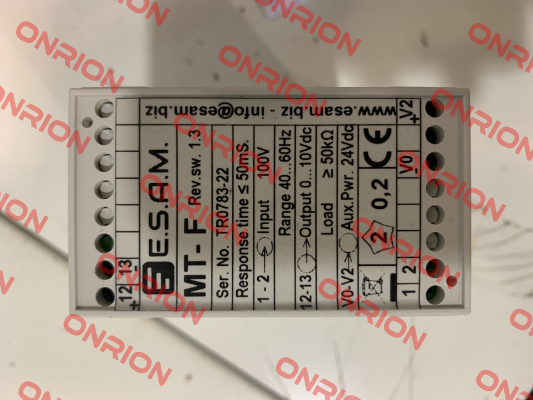 www.esam.biz - info@esam.biz
E.S.A.M.
MT- F Rev.sw. 1.3
Ser. No. TR0783-22
Response time ≤ 50mS.
1 - 2 Input 100V
Range 40...60Hz
12-13 Output 0...10Vdc
Load ≥ 50kΩ
V0-V2 Aux.Pwr. 24Vdc
2 0,2 CE
12 13
+ -
V2 V0
+ -
1 2
ONRION
ONRION
ONRION
ONRION
ONRION
ONRION
ONRION
ONRION
ONRION
ONRION
ONRION
ONRION
ONRION